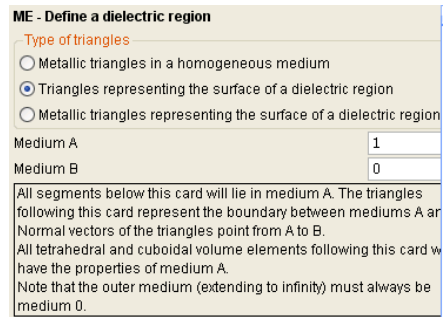 ME - Define a dielectric region
Type of triangles
Metallic triangles in a homogeneous medium
Triangles representing the surface of a dielectric region
Metallic triangles representing the surface of a dielectric region
Medium A 1
Medium B 0
All segments below this card will lie in medium A. The triangles
following this card represent the boundary between mediums A
Normal vectors of the triangles point from A to B.
All tetrahedral and cuboidal volume elements following this card
have the properties of medium A.
Note that the outer medium (extending to infinity) must always be
medium 0.